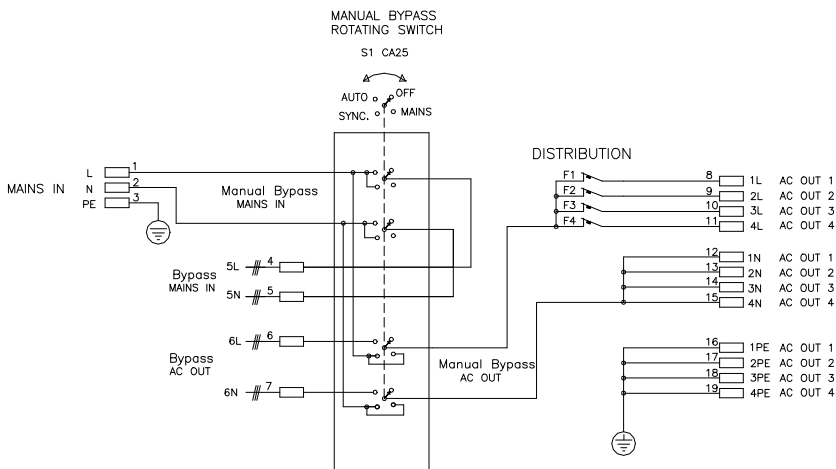 MANUAL BYPASS
ROTATING SWITCH
S1 CA25
AUTO
OFF
SYNC.
MAINS
MAINS IN
L 1
N 2
PE 3
Manual Bypass
MAINS IN
Bypass
MAINS IN
5L 4
5N 5
Bypass
AC OUT
6L 6
6N 7
Manual Bypass
AC OUT
DISTRIBUTION
F1 8 1L AC OUT 1
F2 9 2L AC OUT 2
F3 10 3L AC OUT 3
F4 11 4L AC OUT 4
12 1N AC OUT 1
13 2N AC OUT 2
14 3N AC OUT 3
15 4N AC OUT 4
16 1PE AC OUT 1
17 2PE AC OUT 2
18 3PE AC OUT 3
19 4PE AC OUT 4